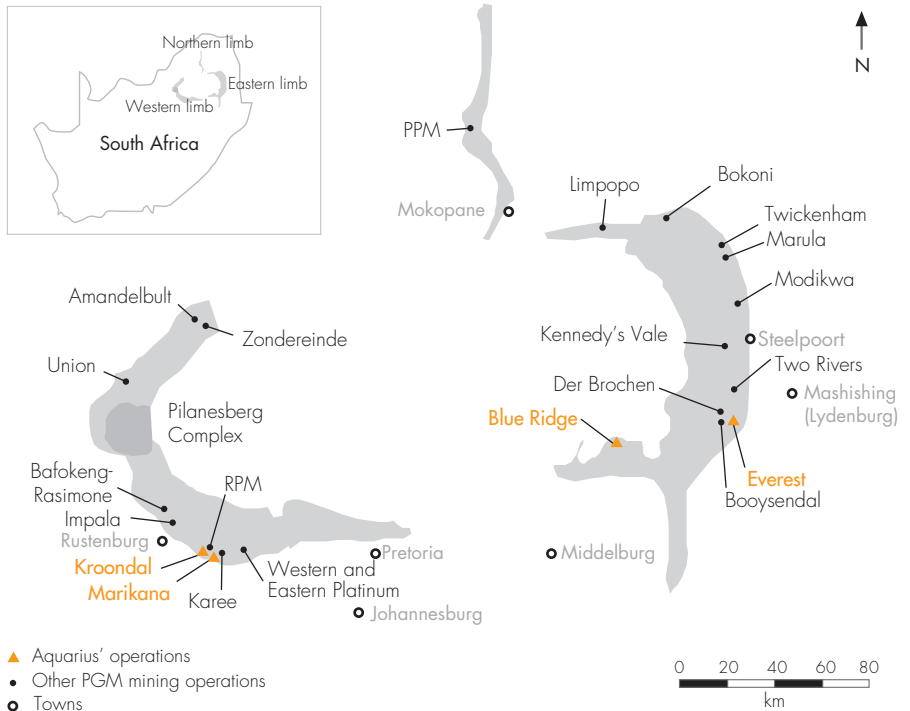 Northern limb
Eastern limb
Western limb
South Africa
N
PPM
Mokopane
Limpopo
Bokoni
Twickenham
Marula
Modikwa
Kennedy's Vale
Steelpoort
Two Rivers
Der Brochen
Mashishing
(Lydenburg)
Blue Ridge
Everest
Booysendal
Middelburg
Amandelbult
Zondereinde
Union
Pilanesberg
Complex
Bafokeng-
Rasimone
RPM
Impala
Rustenburg
Kroondal
Marikana
Karee
Western and
Eastern Platinum
Pretoria
Johannesburg
Aquarius' operations
Other PGM mining operations
Towns
0 20 40 60 80
km